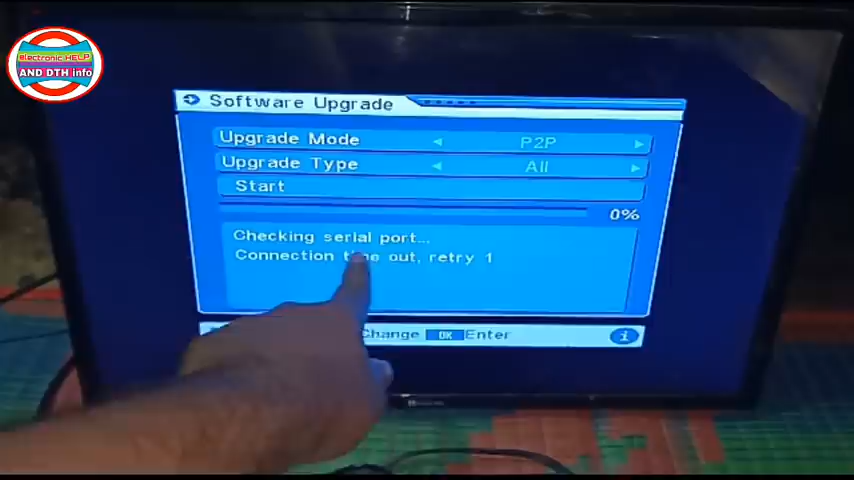 electronic HELP
AND DTH info
Software Upgrade
Upgrade Mode P2P
Upgrade Type All
Start
0%
Checking serial port...
Connection time out, retry 1
Change OK Enter
i